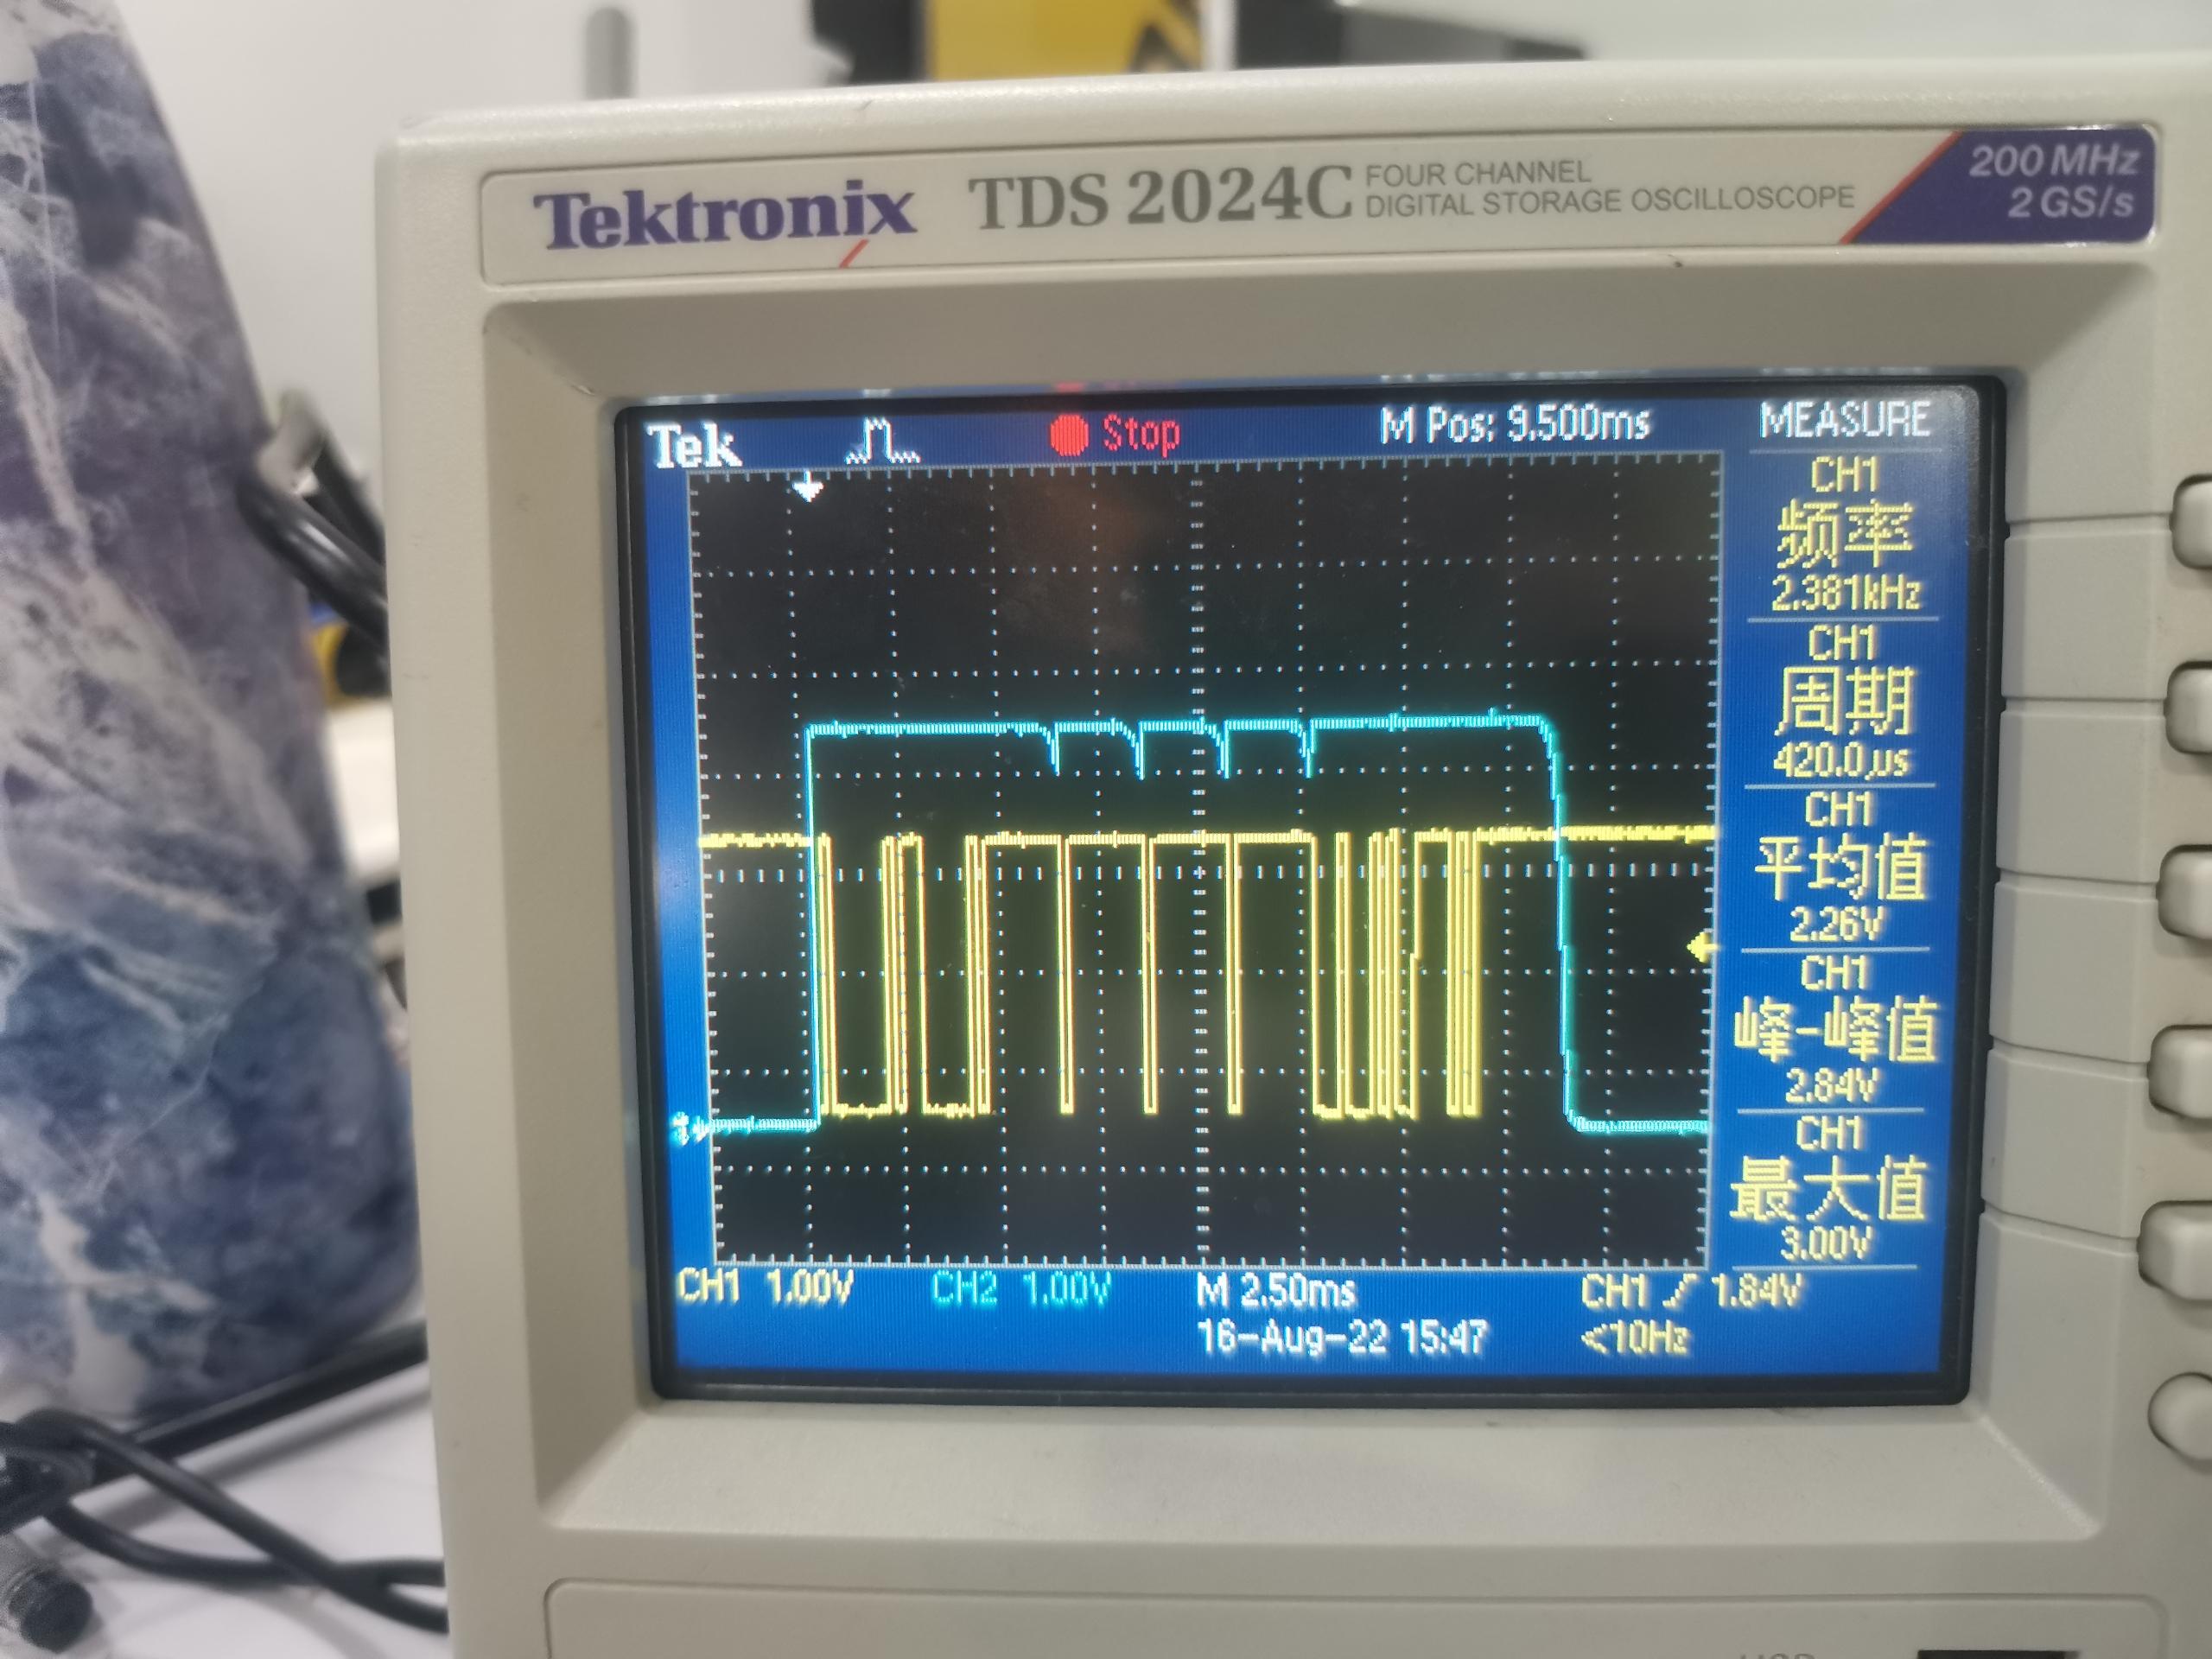 Tektronix TDS 2024C FOUR CHANNEL
DIGITAL STORAGE OSCILLOSCOPE
200 MHz
2 GS/s
Tek Stop M Pos: 9.500ms MEASURE
CH1
频率
2.381kHz
CH1
周期
420.0µs
CH1
平均值
2.26V
CH1
峰-峰值
2.84V
CH1
最大值
3.00V
CH1 1.00V CH2 1.00V M 2.50ms CH1 1.84V
16-Aug-22 15:47 <10Hz